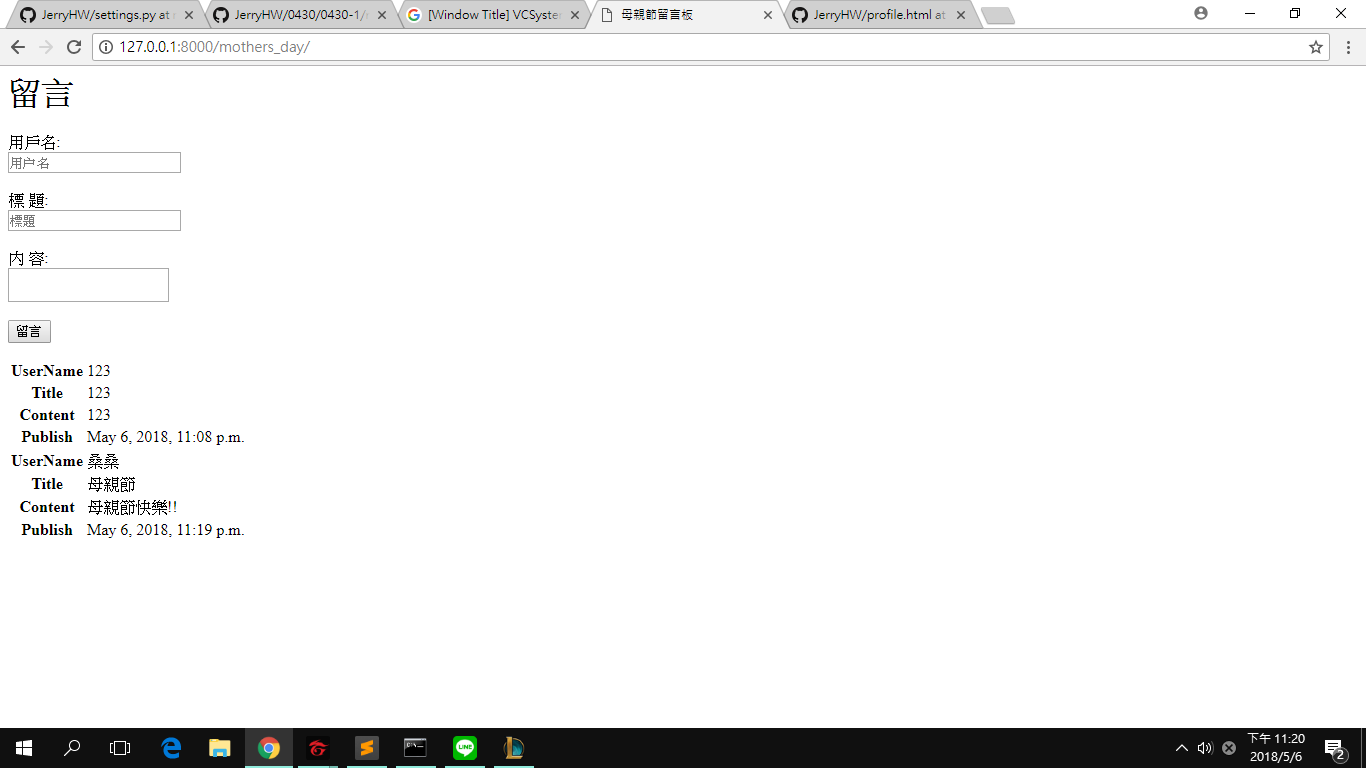 JerryHW/settings.py at
JerryHW/0430/0430-1/
[Window Title] VCSystem
母親節留言板
JerryHW/profile.html at
127.0.0.1:8000/mothers_day/
留言
用戶名:
用户名
標 題:
標題
內 容:
留言
UserName 123
Title 123
Content 123
Publish May 6, 2018, 11:08 p.m.
UserName 桑桑
Title 母親節
Content 母親節快樂!!
Publish May 6, 2018, 11:19 p.m.
LINE
下午 11:20
2018/5/6
2